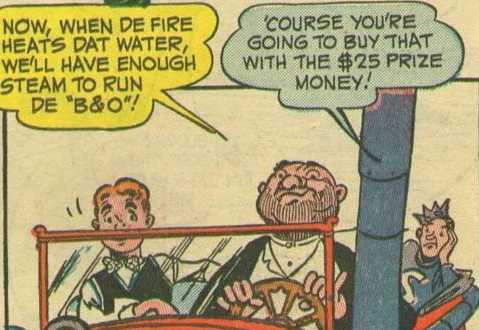 NOW, WHEN DE FIRE
HEATS DAT WATER,
WE'LL HAVE ENOUGH
STEAM TO RUN
DE "B&O"!
'COURSE YOU'RE
GOING TO BUY THAT
WITH THE $25 PRIZE
MONEY!